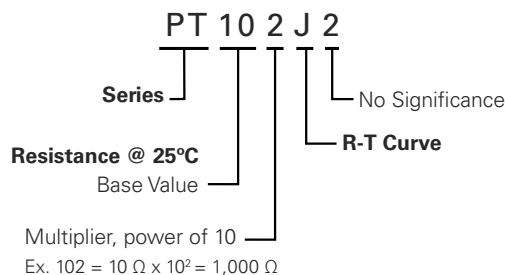 PT 10 2 J 2
Series
No Significance
R-T Curve
Resistance @ 25ºC
Base Value
Multiplier, power of 10
Ex. 102 = 10 Ω x 10² = 1,000 Ω